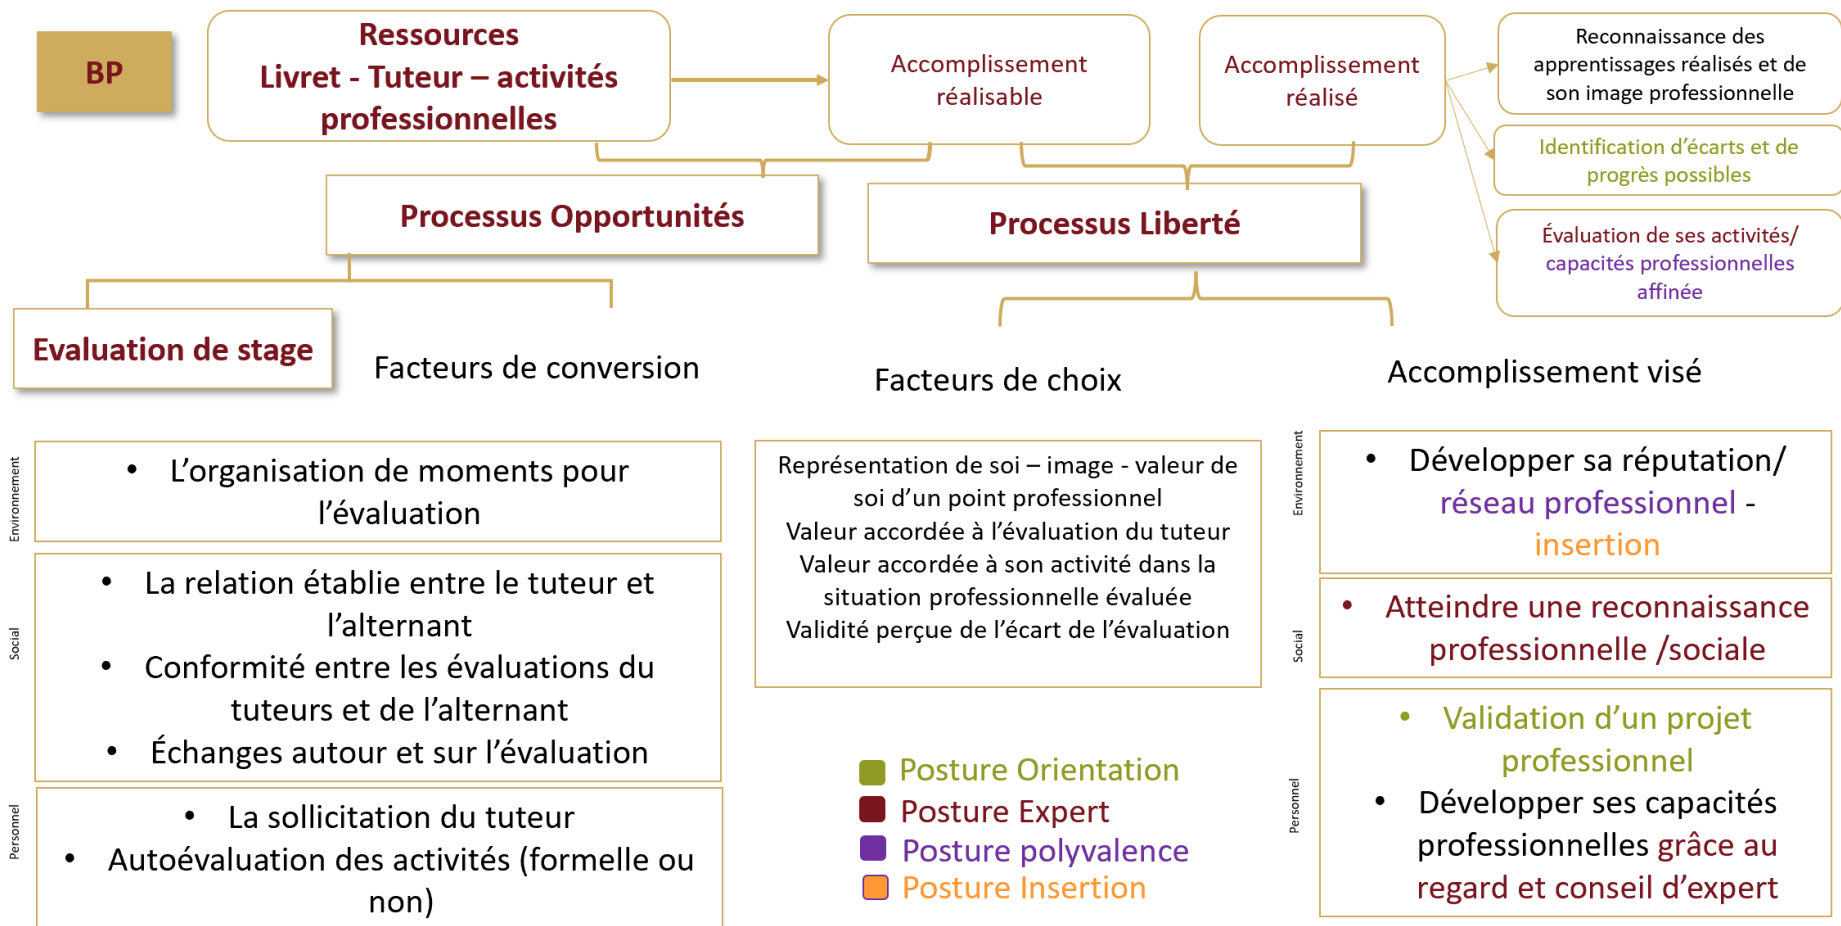 BP
Ressources
Livret - Tuteur – activités
professionnelles
Accomplissement
réalisable
Accomplissement
réalisé
Reconnaissance des
apprentissages réalisés et de
son image professionnelle
Identification d’écarts et de
progrès possibles
Évaluation de ses activités/
capacités professionnelles
affinée
Processus Opportunités
Processus Liberté
Evaluation de stage
Facteurs de conversion
Facteurs de choix
Accomplissement visé
Environnement
• L’organisation de moments pour
l’évaluation
Social
• La relation établie entre le tuteur et
l’alternant
• Conformité entre les évaluations du
tuteurs et de l’alternant
• Échanges autour et sur l’évaluation
Personnel
• La sollicitation du tuteur
• Autoévaluation des activités (formelle ou
non)
Représentation de soi – image - valeur de
soi d’un point professionnel
Valeur accordée à l’évaluation du tuteur
Valeur accordée à son activité dans la
situation professionnelle évaluée
Validité perçue de l’écart de l’évaluation
Posture Orientation
Posture Expert
Posture polyvalence
Posture Insertion
Environnement
• Développer sa réputation/
réseau professionnel -
insertion
Social
• Atteindre une reconnaissance
professionnelle /sociale
Personnel
• Validation d’un projet
professionnel
• Développer ses capacités
professionnelles grâce au
regard et conseil d’expert